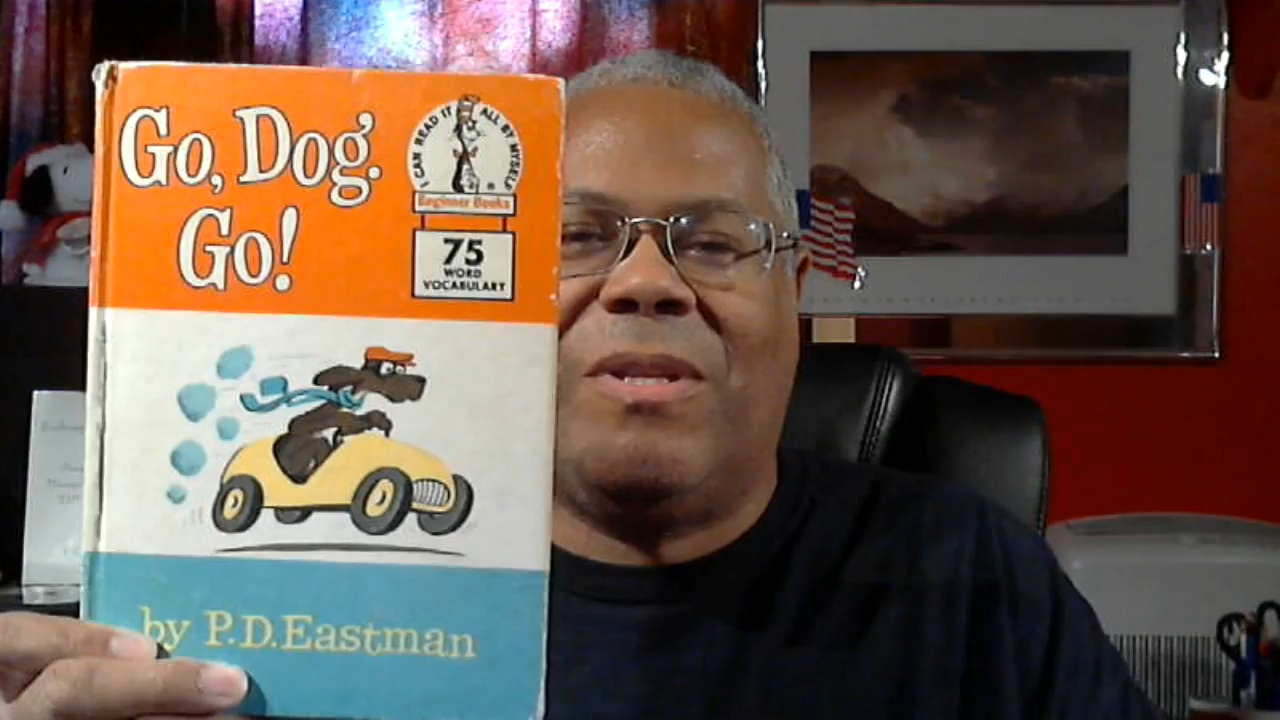 Go, Dog.
Go!
I CAN READ IT ALL BY MYSELF
Beginner Books
75
WORD
VOCABULARY
by P.D.Eastman